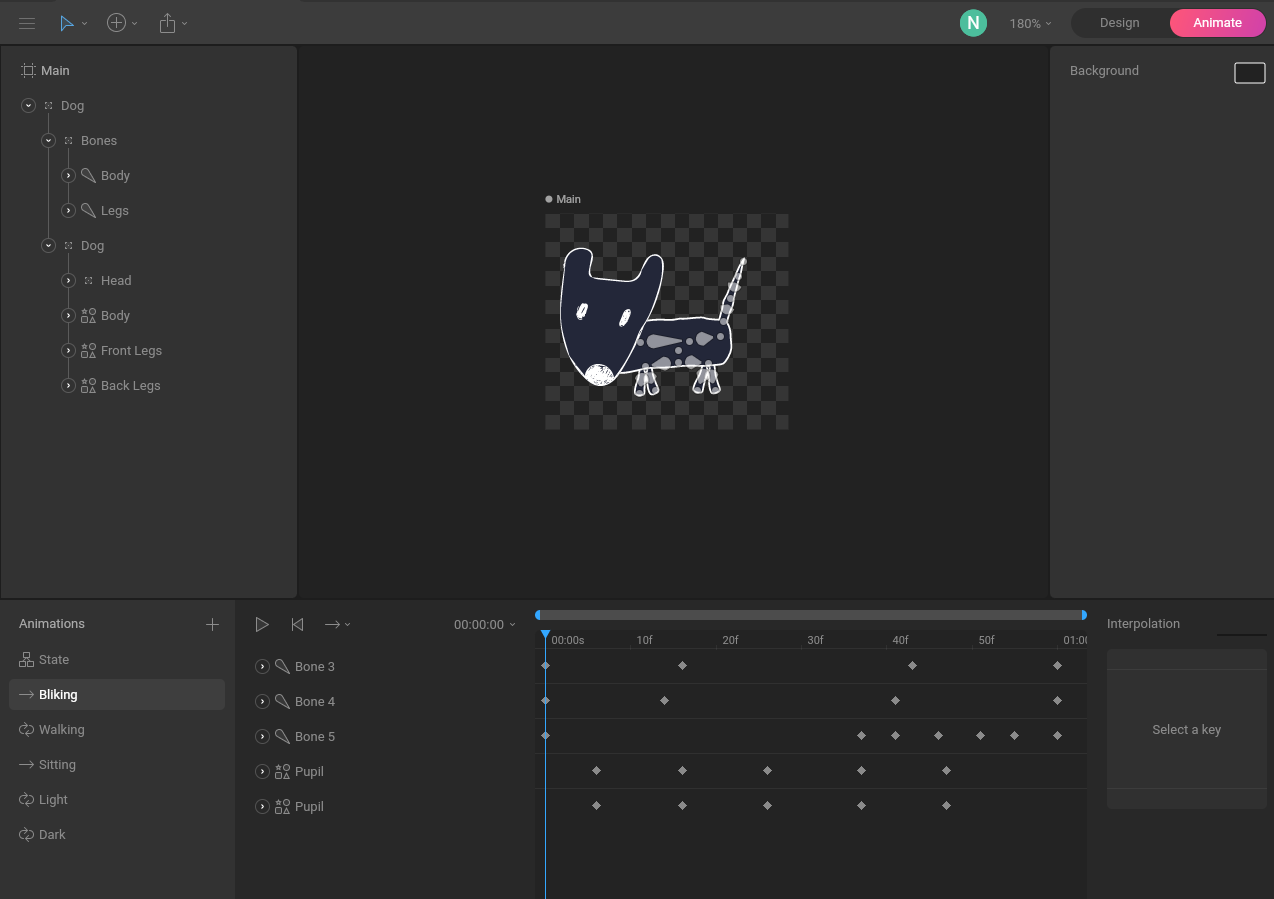 N
180%
Design
Animate
Main
Dog
Bones
Body
Legs
Dog
Head
Body
Front Legs
Back Legs
Main
Background
Animations
State
Bliking
Walking
Sitting
Light
Dark
00:00:00
00:00s 10f 20f 30f 40f 50f 01:00
Bone 3
Bone 4
Bone 5
Pupil
Pupil
Interpolation
Select a key